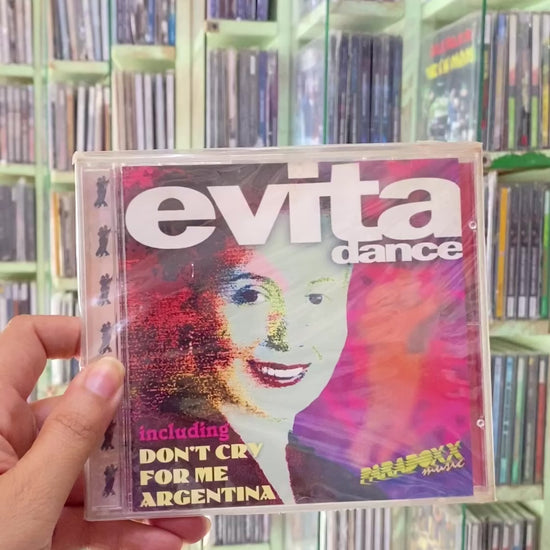 evita
dance
including
DON'T CRY
FOR ME
ARGENTINA
PARADOXX
music